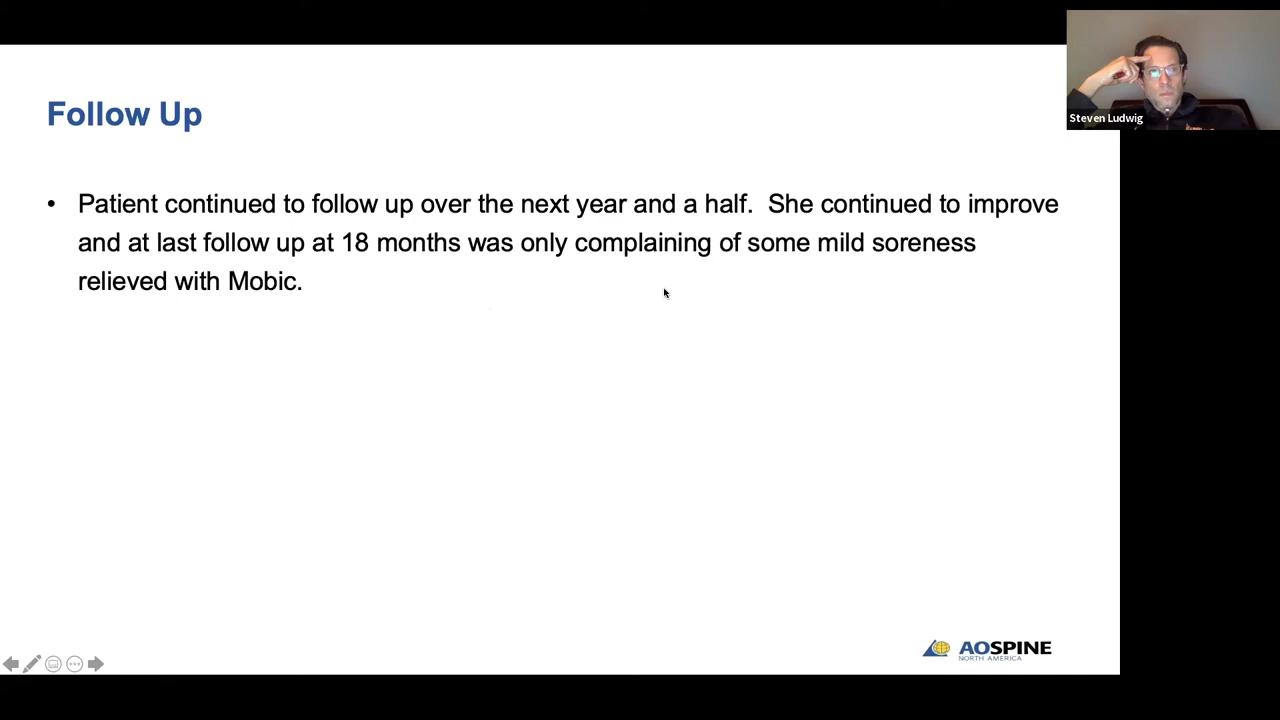 Steven Ludwig
Follow Up
• Patient continued to follow up over the next year and a half.  She continued to improve
and at last follow up at 18 months was only complaining of some mild soreness
relieved with Mobic.
AOSPINE
NORTH AMERICA